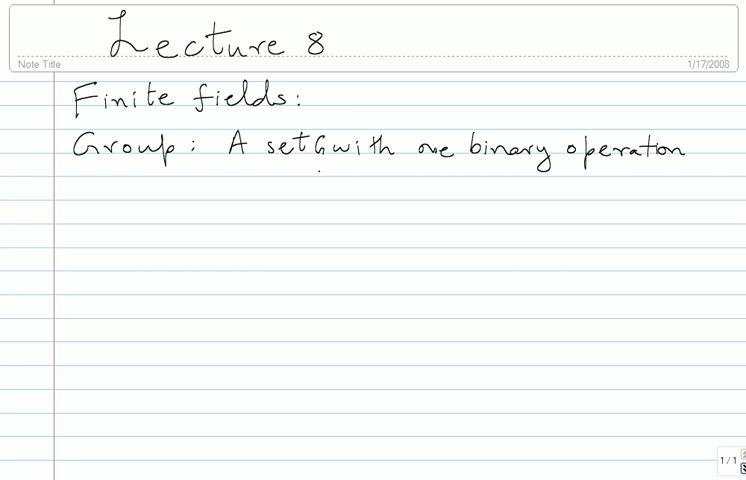 Lecture 8
Note Title
1/17/2008
Finite fields:
Group: A set G with one binary operation
1/1